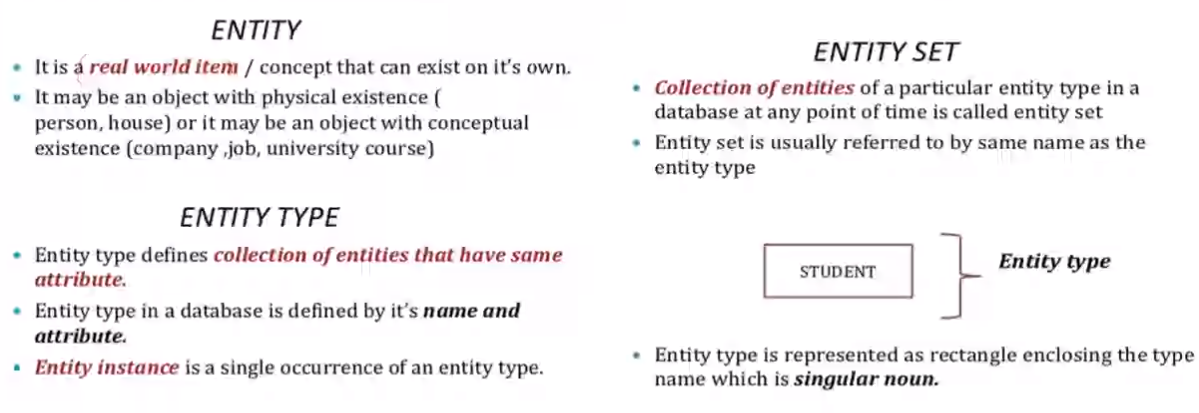 ENTITY
• It is a real world item / concept that can exist on it's own.
• It may be an object with physical existence (
person, house) or it may be an object with conceptual
existence (company ,job, university course)
ENTITY TYPE
• Entity type defines collection of entities that have same
attribute.
• Entity type in a database is defined by it's name and
attribute.
• Entity instance is a single occurrence of an entity type.
ENTITY SET
• Collection of entities of a particular entity type in a
database at any point of time is called entity set
• Entity set is usually referred to by same name as the
entity type
STUDENT
Entity type
• Entity type is represented as rectangle enclosing the type
name which is singular noun.